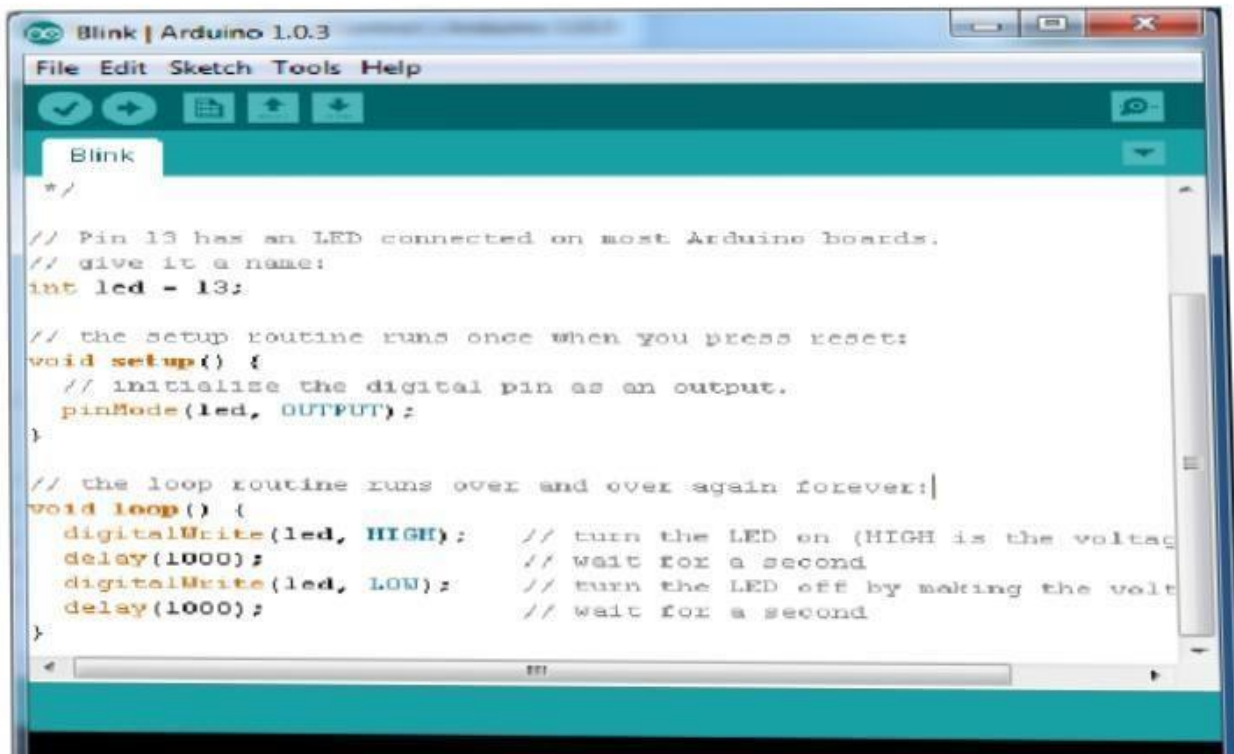 Blink | Arduino 1.0.3
File Edit Sketch Tools Help
Blink
*/
// Pin 13 has an LED connected on most Arduino boards.
// give it a name:
int led = 13;
// the setup routine runs once when you press reset:
void setup() {
// initialize the digital pin as an output.
pinMode(led, OUTPUT);
}
// the loop routine runs over and over again forever:
void loop() {
digitalWrite(led, HIGH); // turn the LED on (HIGH is the voltag
delay(1000); // wait for a second
digitalWrite(led, LOW); // turn the LED off by making the volt
delay(1000); // wait for a second
}